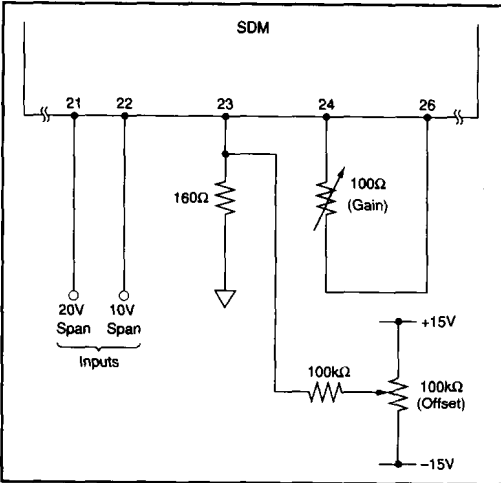 SDM
21 22 23 24 26
160Ω
100Ω
(Gain)
20V 10V
Span Span
Inputs
+15V
100kΩ
100kΩ
(Offset)
−15V